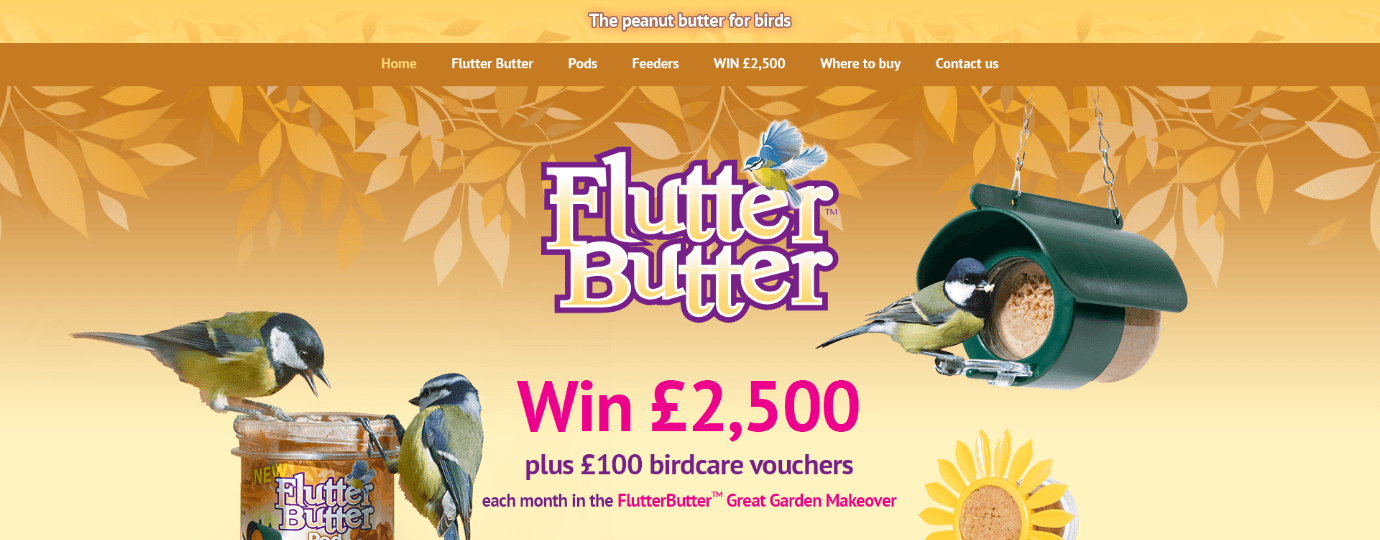 The peanut butter for birds
Home Flutter Butter Pods Feeders WIN £2,500 Where to buy Contact us
Flutter
Butter™
Win £2,500
plus £100 birdcare vouchers
each month in the FlutterButter™ Great Garden Makeover
NEW
Flutter
Butter
Pod